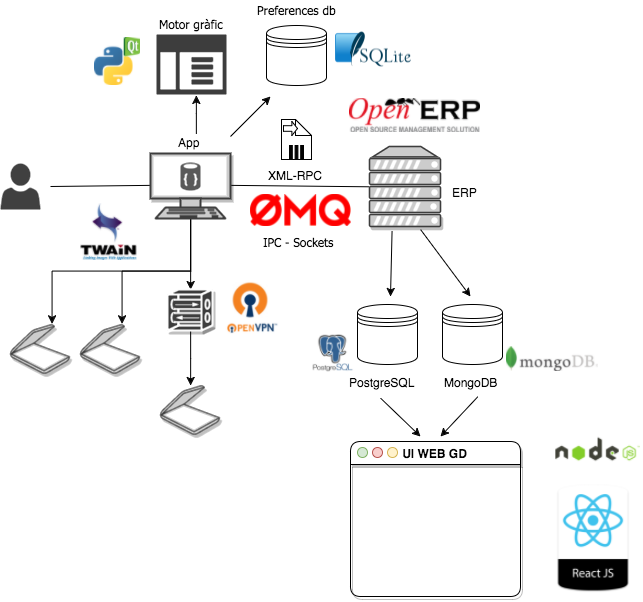 Preferences db
Motor gràfic
Qt
SQLite
OpenERP
OPEN SOURCE MANAGEMENT SOLUTION
App
XML-RPC
ERP
ØMQ
IPC - Sockets
TWAIN
OPENVPN
PostgreSQL
mongoDB
PostgreSQL
MongoDB
UI WEB GD
node
JS
React JS